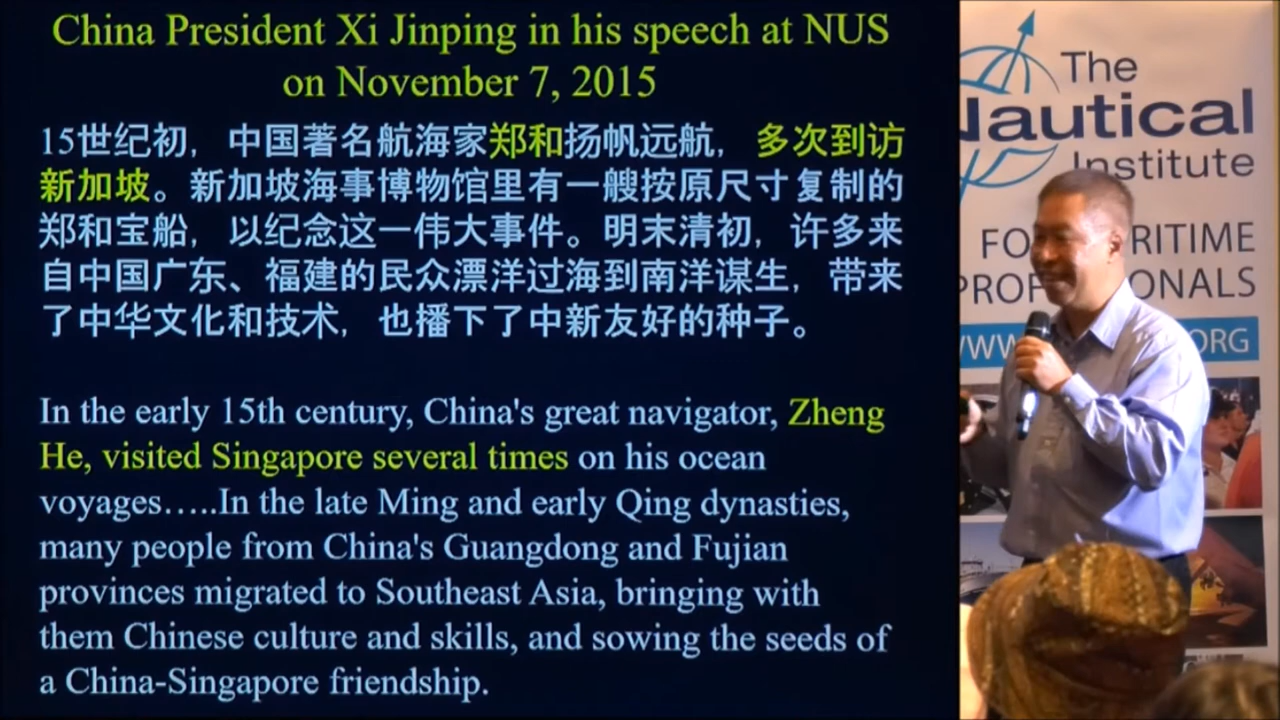 China President Xi Jinping in his speech at NUS
on November 7, 2015
15世纪初, 中国著名航海家郑和扬帆远航, 多次到访
新加坡。新加坡海事博物馆里有一艘按原尺寸复制的
郑和宝船, 以纪念这一伟大事件。明末清初, 许多来
自中国广东、福建的民众漂洋过海到南洋谋生, 带来
了中华文化和技术, 也播下了中新友好的种子。
In the early 15th century, China's great navigator, Zheng
He, visited Singapore several times on his ocean
voyages…..In the late Ming and early Qing dynasties,
many people from China's Guangdong and Fujian
provinces migrated to Southeast Asia, bringing with
them Chinese culture and skills, and sowing the seeds of
a China-Singapore friendship.
The
Nautical
Institute